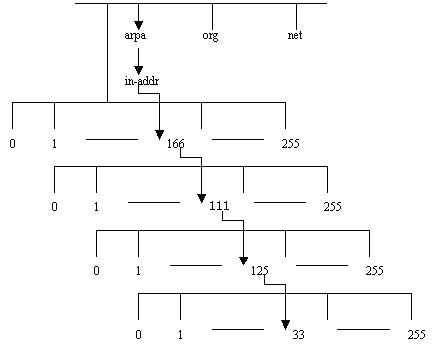 arpa org net
in-addr
0 1 166 255
0 1 111 255
0 1 125 255
0 1 33 255